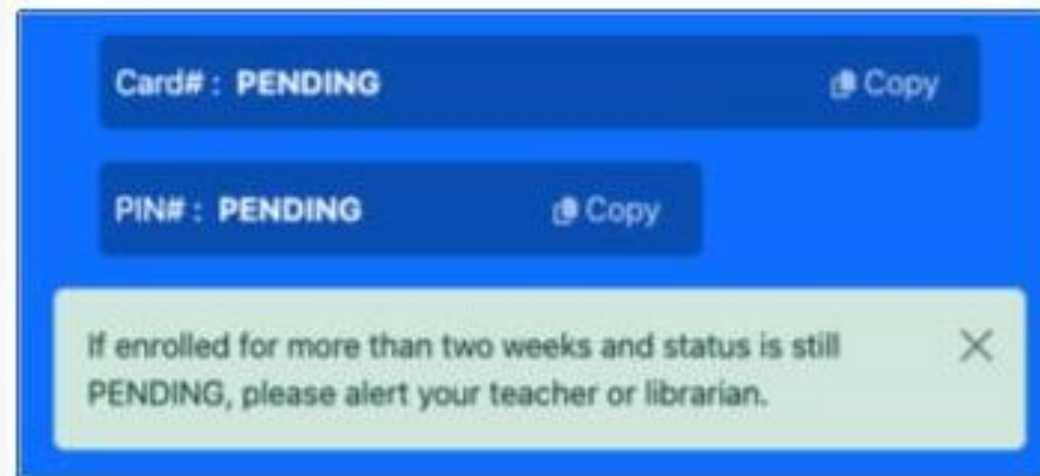 Card# : PENDING Copy
PIN# : PENDING Copy
If enrolled for more than two weeks and status is still
PENDING, please alert your teacher or librarian.